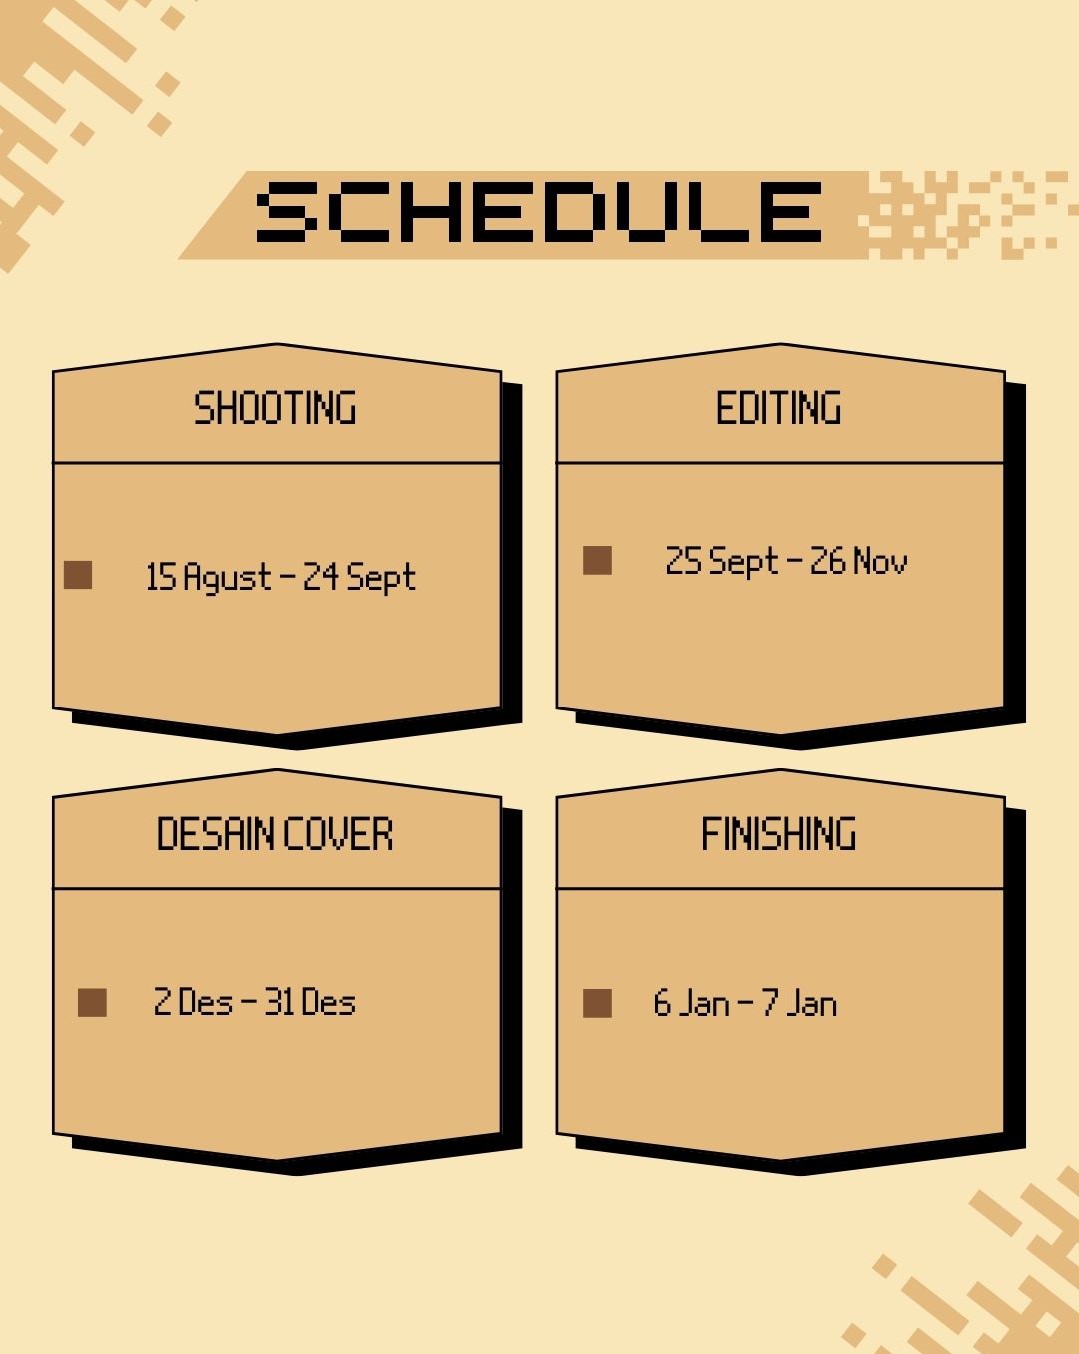 SCHEDULE
SHOOTING
15 Agust - 24 Sept
EDITING
25 Sept - 26 Nov
DESAIN COVER
2 Des - 31 Des
FINISHING
6 Jan - 7 Jan